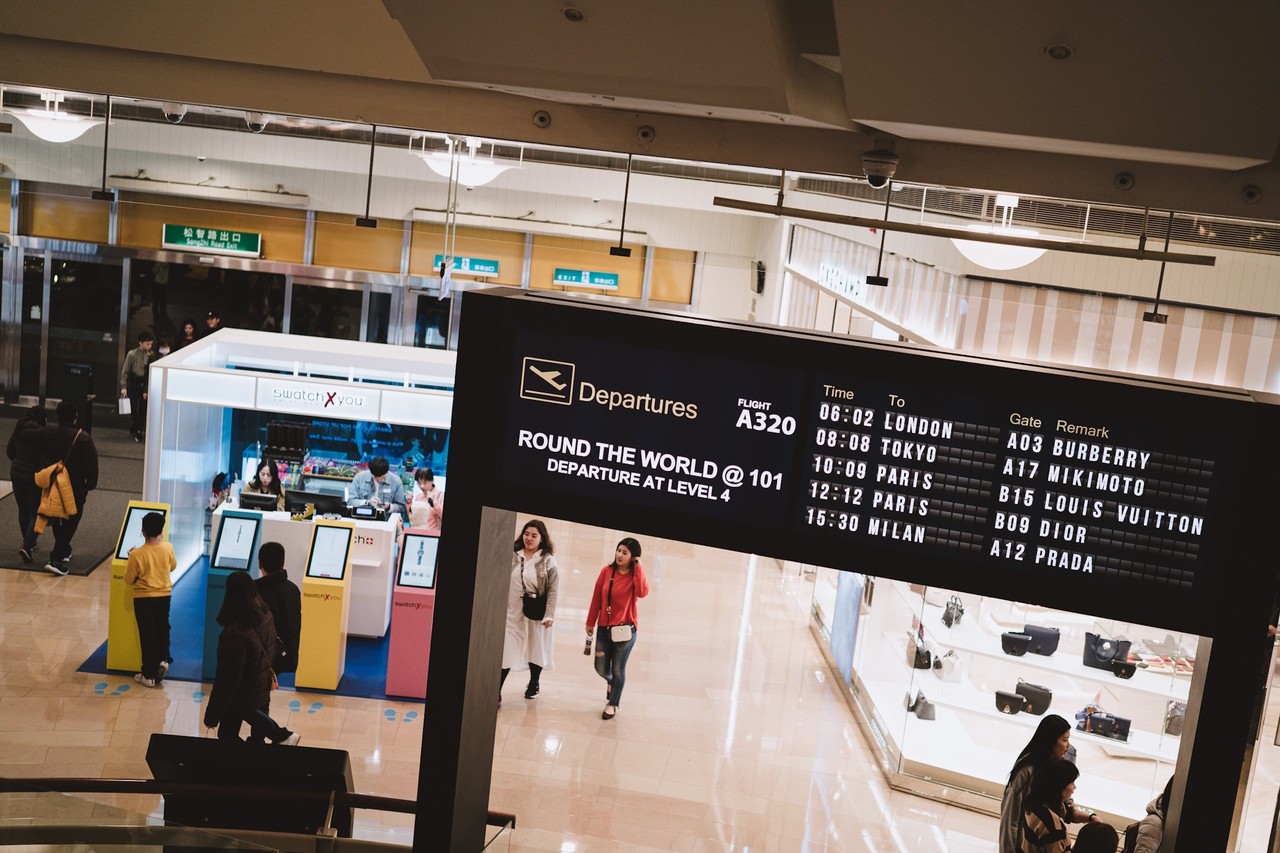 松智路出口
SongZhi Road Exit
EXIT
swatch X you
swatchXyou
swatchXyou
Departures
FLIGHT
A320
ROUND THE WORLD @ 101
DEPARTURE AT LEVEL 4
Time To Gate Remark
06:02 LONDON A03 BURBERRY
08:08 TOKYO A17 MIKIMOTO
10:09 PARIS B15 LOUIS VUITTON
12:12 PARIS B09 DIOR
15:30 MILAN A12 PRADA